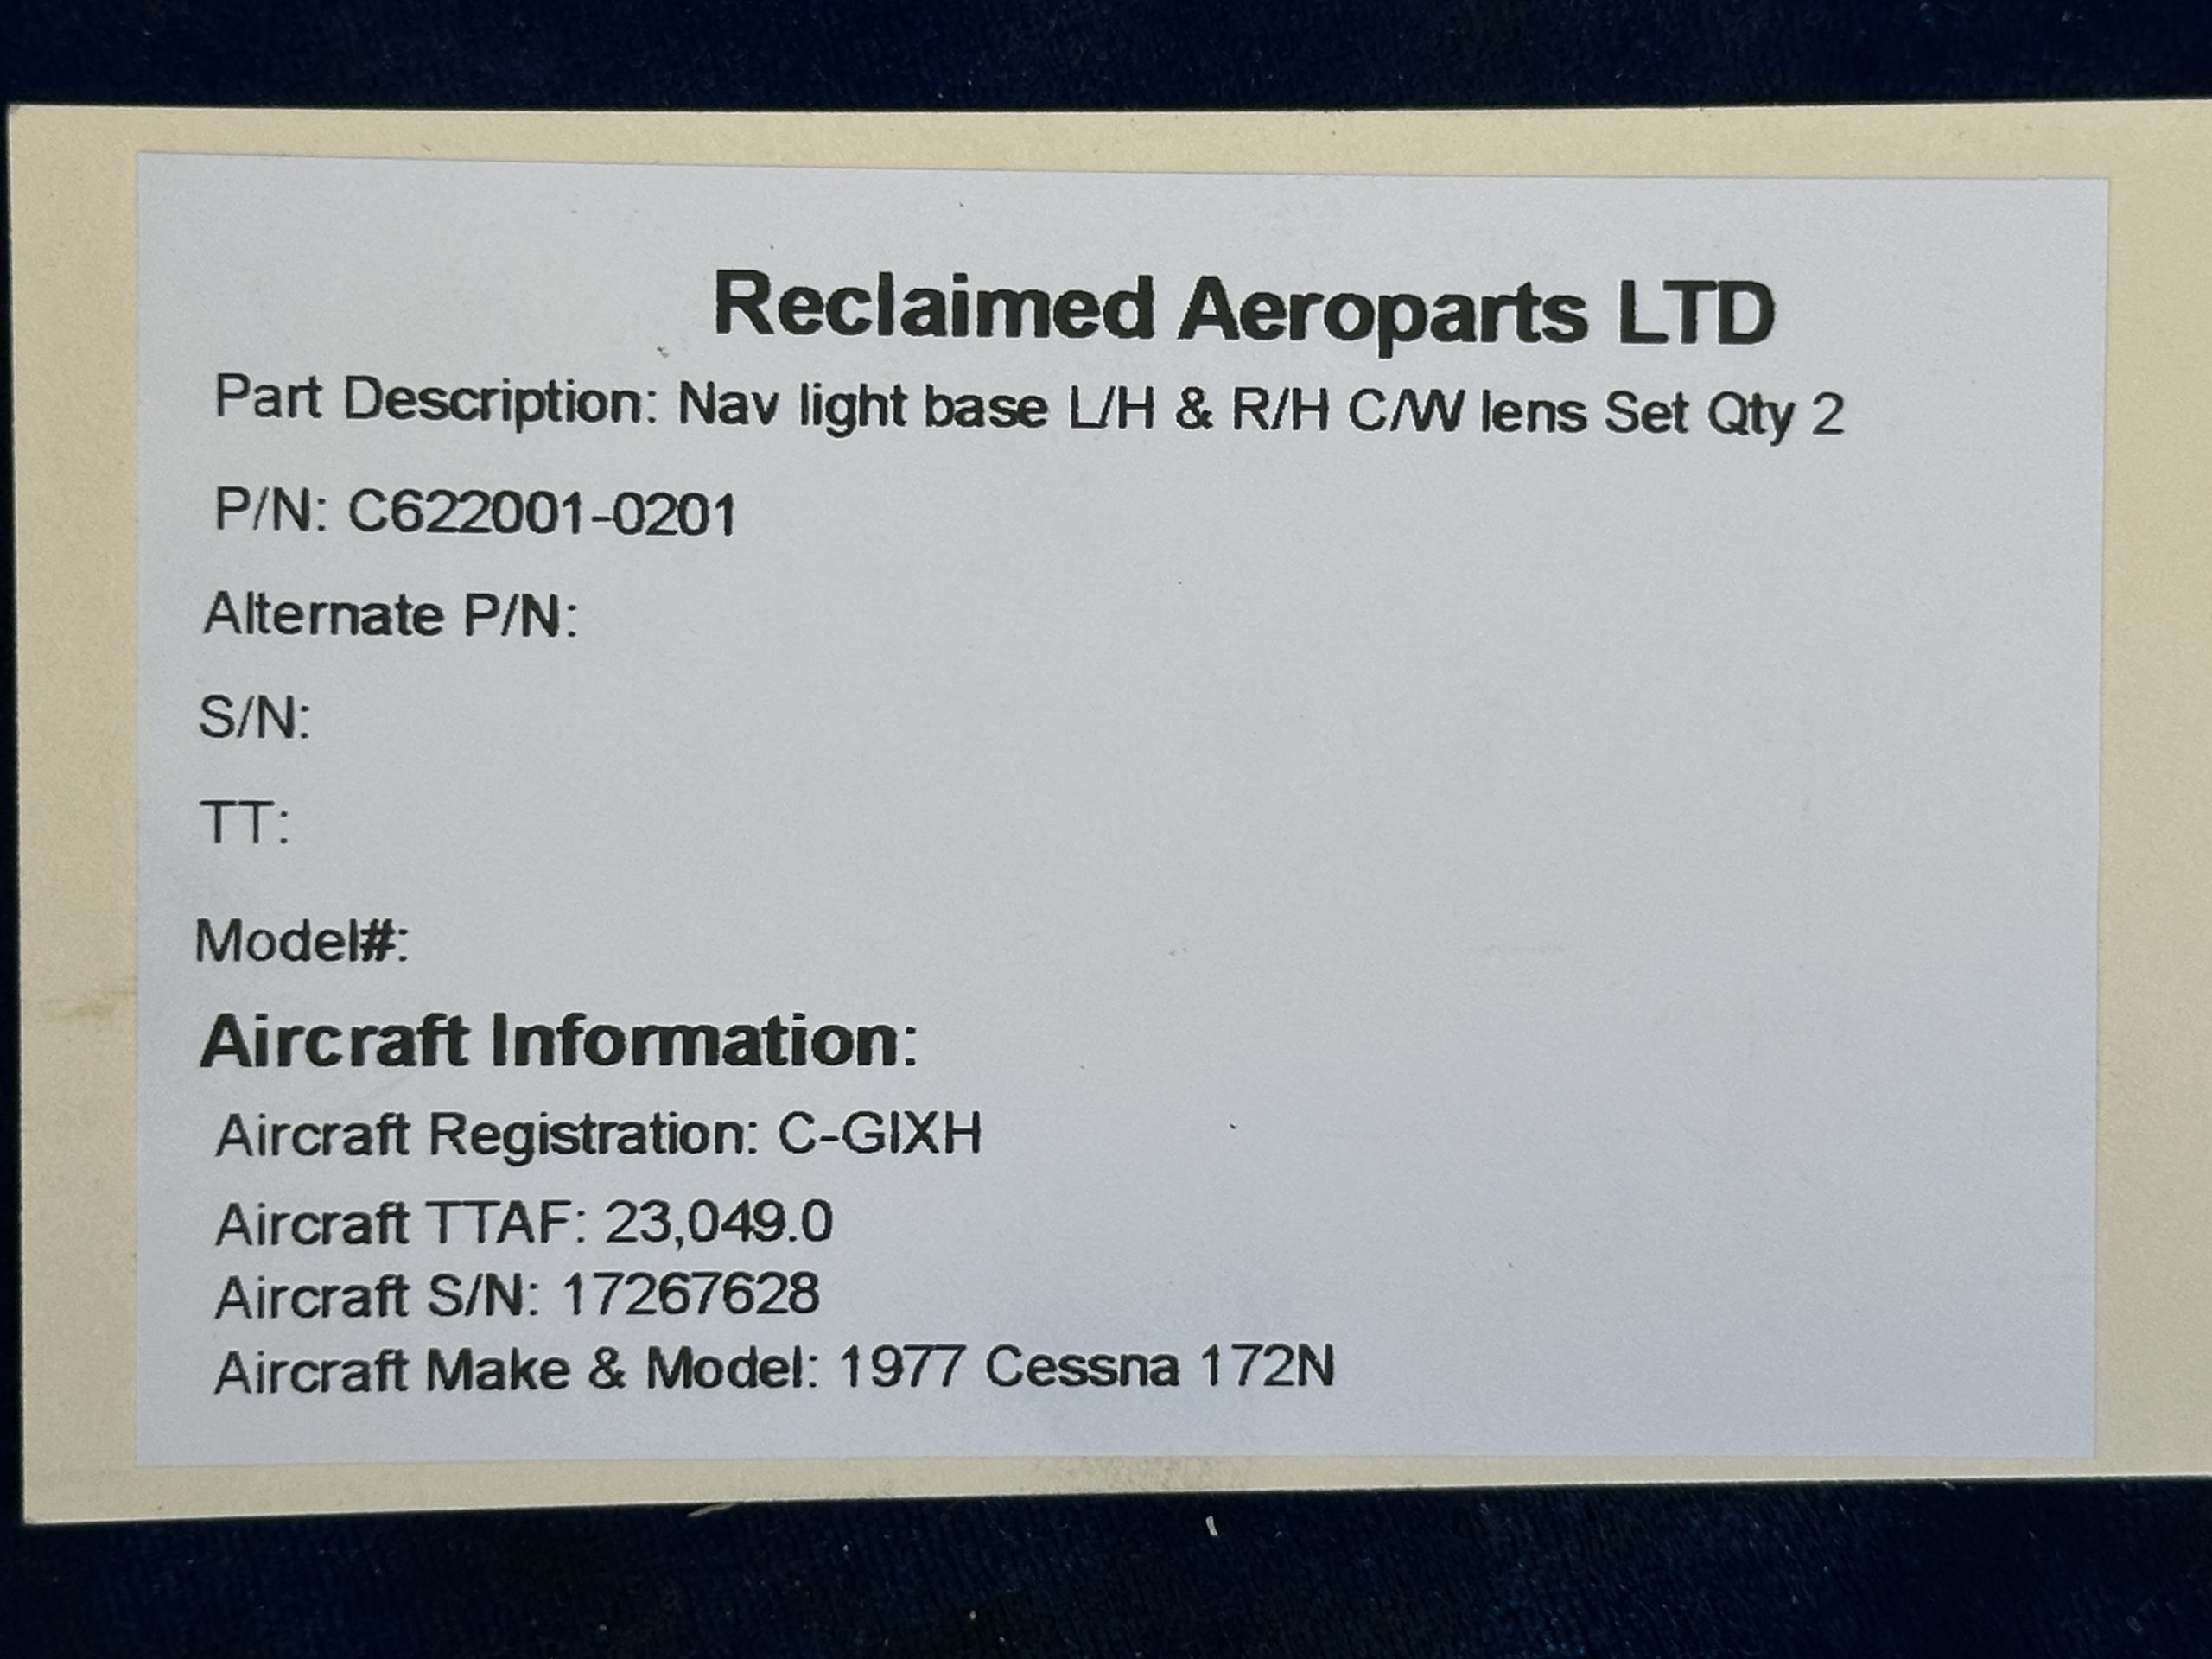 Reclaimed Aeroparts LTD
Part Description: Nav light base L/H & R/H C/W lens Set Qty 2
P/N: C622001-0201
Alternate P/N:
S/N:
TT:
Model#:
Aircraft Information:
Aircraft Registration: C-GIXH
Aircraft TTAF: 23,049.0
Aircraft S/N: 17267628
Aircraft Make & Model: 1977 Cessna 172N